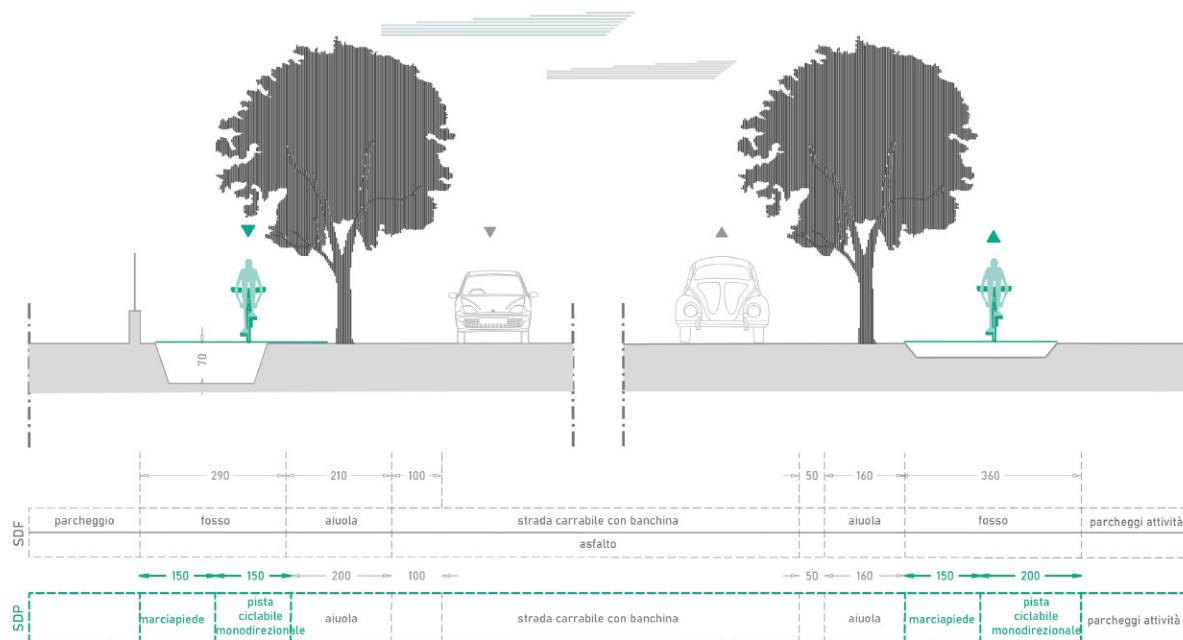 70
290 210 100 50 160 360
SDF
parcheggio fosso aiuola strada carrabile con banchina aiuola fosso parcheggi attività
asfalto
150 150 200 100 50 160 150 200
SDP
marciapiede pista ciclabile monodirezionale aiuola strada carrabile con banchina aiuola marciapiede pista ciclabile monodirezionale parcheggi attività